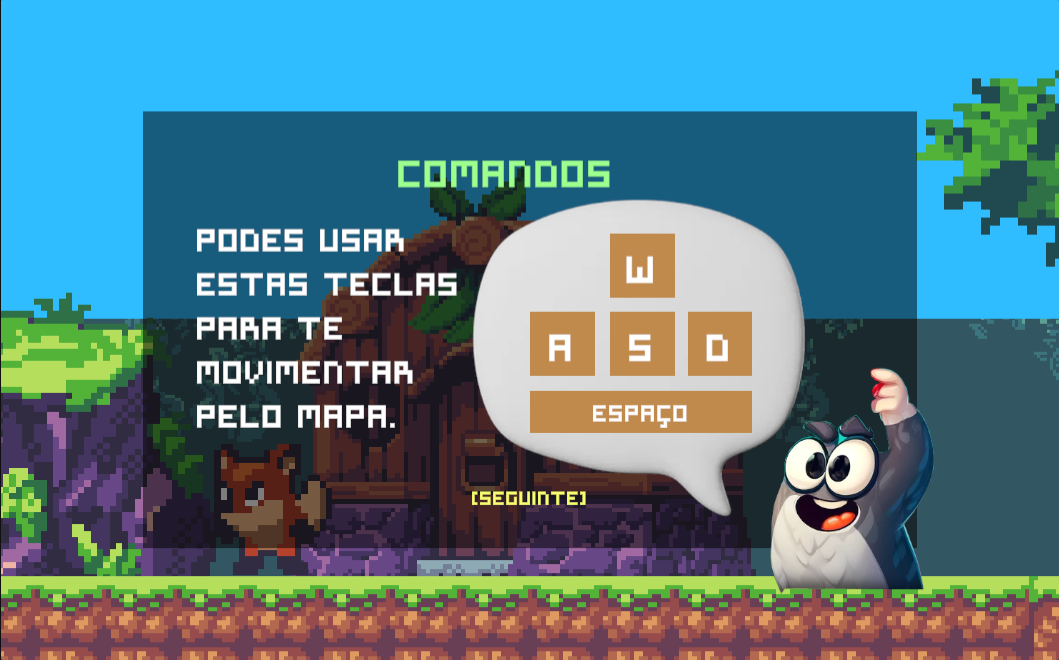 COMANDOS
PODES USAR
ESTAS TECLAS
PARA TE
MOVIMENTAR
PELO MAPA.
W
A S D
ESPAÇO
[SEGUINTE]